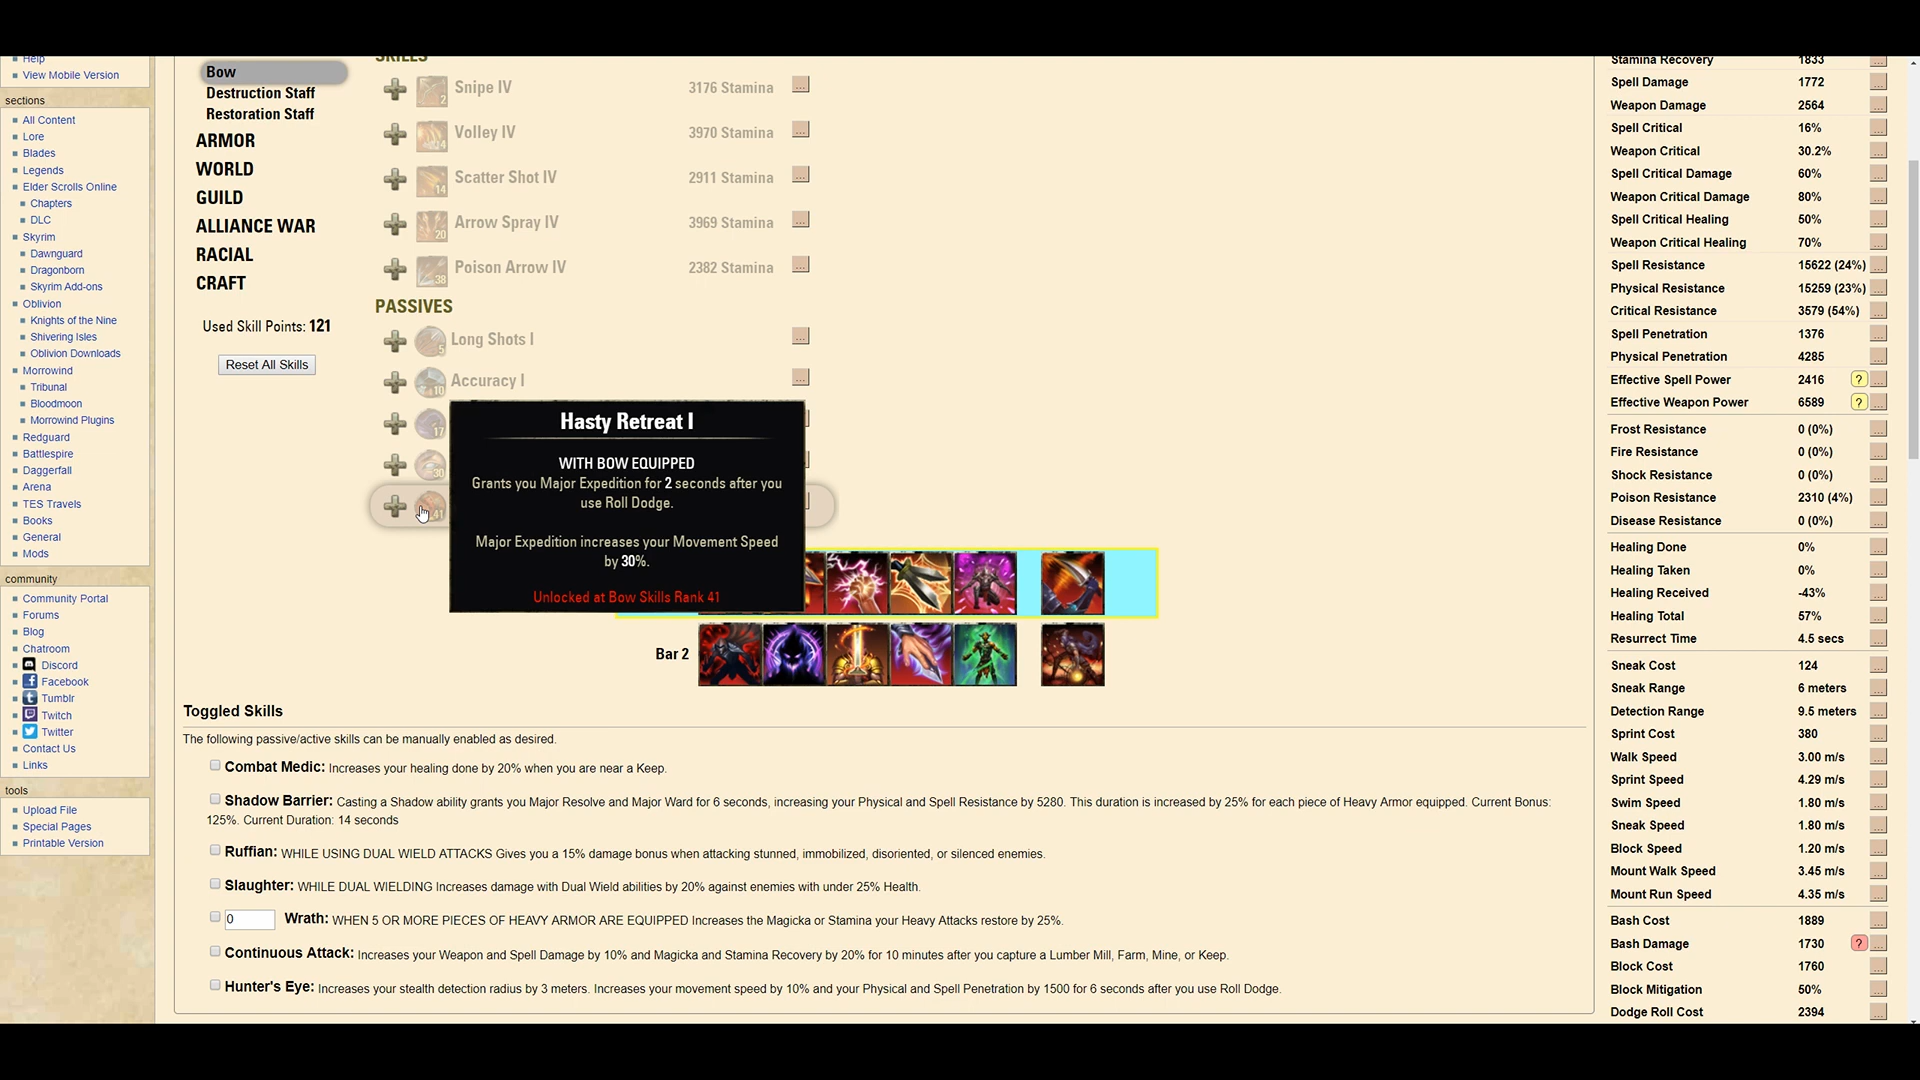 Help
View Mobile Version
sections
All Content
Lore
Blades
Legends
Elder Scrolls Online
Chapters
DLC
Skyrim
Dawnguard
Dragonborn
Skyrim Add-ons
Oblivion
Knights of the Nine
Shivering Isles
Oblivion Downloads
Morrowind
Tribunal
Bloodmoon
Morrowind Plugins
Redguard
Battlespire
Daggerfall
Arena
TES Travels
Books
General
Mods
community
Community Portal
Forums
Blog
Chatroom
Discord
Facebook
Tumblr
Twitch
Twitter
Contact Us
Links
tools
Upload File
Special Pages
Printable Version
Bow
Destruction Staff
Restoration Staff
ARMOR
WORLD
GUILD
ALLIANCE WAR
RACIAL
CRAFT
Used Skill Points: 121
Reset All Skills
SKILLS
2 Snipe IV 3176 Stamina ...
4 Volley IV 3970 Stamina ...
14 Scatter Shot IV 2911 Stamina ...
20 Arrow Spray IV 3969 Stamina ...
38 Poison Arrow IV 2382 Stamina ...
PASSIVES
5 Long Shots I ...
10 Accuracy I ...
17
30
41
Hasty Retreat I
WITH BOW EQUIPPED
Grants you Major Expedition for 2 seconds after you
use Roll Dodge.
Major Expedition increases your Movement Speed
by 30%.
Unlocked at Bow Skills Rank 41
Bar 2
Toggled Skills
The following passive/active skills can be manually enabled as desired.
Combat Medic: Increases your healing done by 20% when you are near a Keep.
Shadow Barrier: Casting a Shadow ability grants you Major Resolve and Major Ward for 6 seconds, increasing your Physical and Spell Resistance by 5280. This duration is increased by 25% for each piece of Heavy Armor equipped. Current Bonus:
125%. Current Duration: 14 seconds
Ruffian: WHILE USING DUAL WIELD ATTACKS Gives you a 15% damage bonus when attacking stunned, immobilized, disoriented, or silenced enemies.
Slaughter: WHILE DUAL WIELDING Increases damage with Dual Wield abilities by 20% against enemies with under 25% Health.
0 Wrath: WHEN 5 OR MORE PIECES OF HEAVY ARMOR ARE EQUIPPED Increases the Magicka or Stamina your Heavy Attacks restore by 25%.
Continuous Attack: Increases your Weapon and Spell Damage by 10% and Magicka and Stamina Recovery by 20% for 10 minutes after you capture a Lumber Mill, Farm, Mine, or Keep.
Hunter's Eye: Increases your stealth detection radius by 3 meters. Increases your movement speed by 10% and your Physical and Spell Penetration by 1500 for 6 seconds after you use Roll Dodge.
Stamina Recovery 1833 ...
Spell Damage 1772 ...
Weapon Damage 2564 ...
Spell Critical 16% ...
Weapon Critical 30.2% ...
Spell Critical Damage 60% ...
Weapon Critical Damage 80% ...
Spell Critical Healing 50% ...
Weapon Critical Healing 70% ...
Spell Resistance 15622 (24%) ...
Physical Resistance 15259 (23%) ...
Critical Resistance 3579 (54%) ...
Spell Penetration 1376 ...
Physical Penetration 4285 ...
Effective Spell Power 2416 ? ...
Effective Weapon Power 6589 ? ...
Frost Resistance 0 (0%) ...
Fire Resistance 0 (0%) ...
Shock Resistance 0 (0%) ...
Poison Resistance 2310 (4%) ...
Disease Resistance 0 (0%) ...
Healing Done 0% ...
Healing Taken 0% ...
Healing Received -43% ...
Healing Total 57% ...
Resurrect Time 4.5 secs ...
Sneak Cost 124 ...
Sneak Range 6 meters ...
Detection Range 9.5 meters ...
Sprint Cost 380 ...
Walk Speed 3.00 m/s ...
Sprint Speed 4.29 m/s ...
Swim Speed 1.80 m/s ...
Sneak Speed 1.80 m/s ...
Block Speed 1.20 m/s ...
Mount Walk Speed 3.45 m/s ...
Mount Run Speed 4.35 m/s ...
Bash Cost 1889 ...
Bash Damage 1730 ? ...
Block Cost 1760 ...
Block Mitigation 50% ...
Dodge Roll Cost 2394 ...